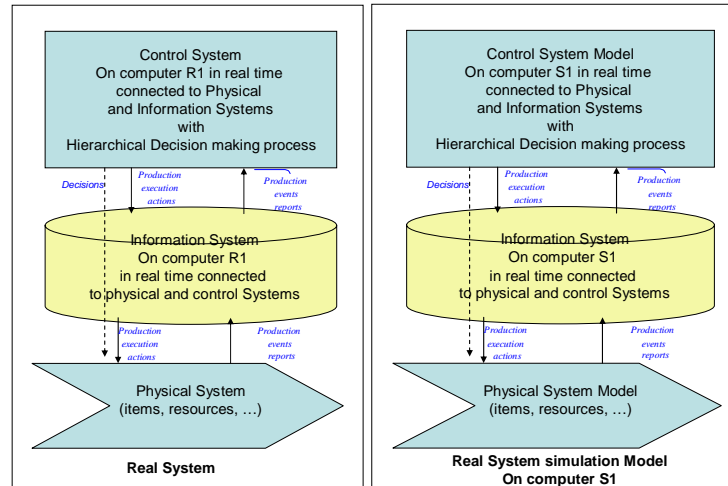 Control System
On computer R1 in real time
connected to Physical
and Information Systems
with
Hierarchical Decision making process
Decisions
Production
execution
actions
Production
events
reports
Information System
On computer R1
in real time connected
to physical and control Systems
Production
execution
actions
Production
events
reports
Physical System
(items, resources, …)
Real System
Control System Model
On computer S1 in real time
connected to Physical
and Information Systems
with
Hierarchical Decision making process
Decisions
Production
execution
actions
Production
events
reports
Information System
On computer S1
in real time connected
to physical and control Systems
Production
execution
actions
Production
events
reports
Physical System Model
(items, resources, …)
Real System simulation Model
On computer S1